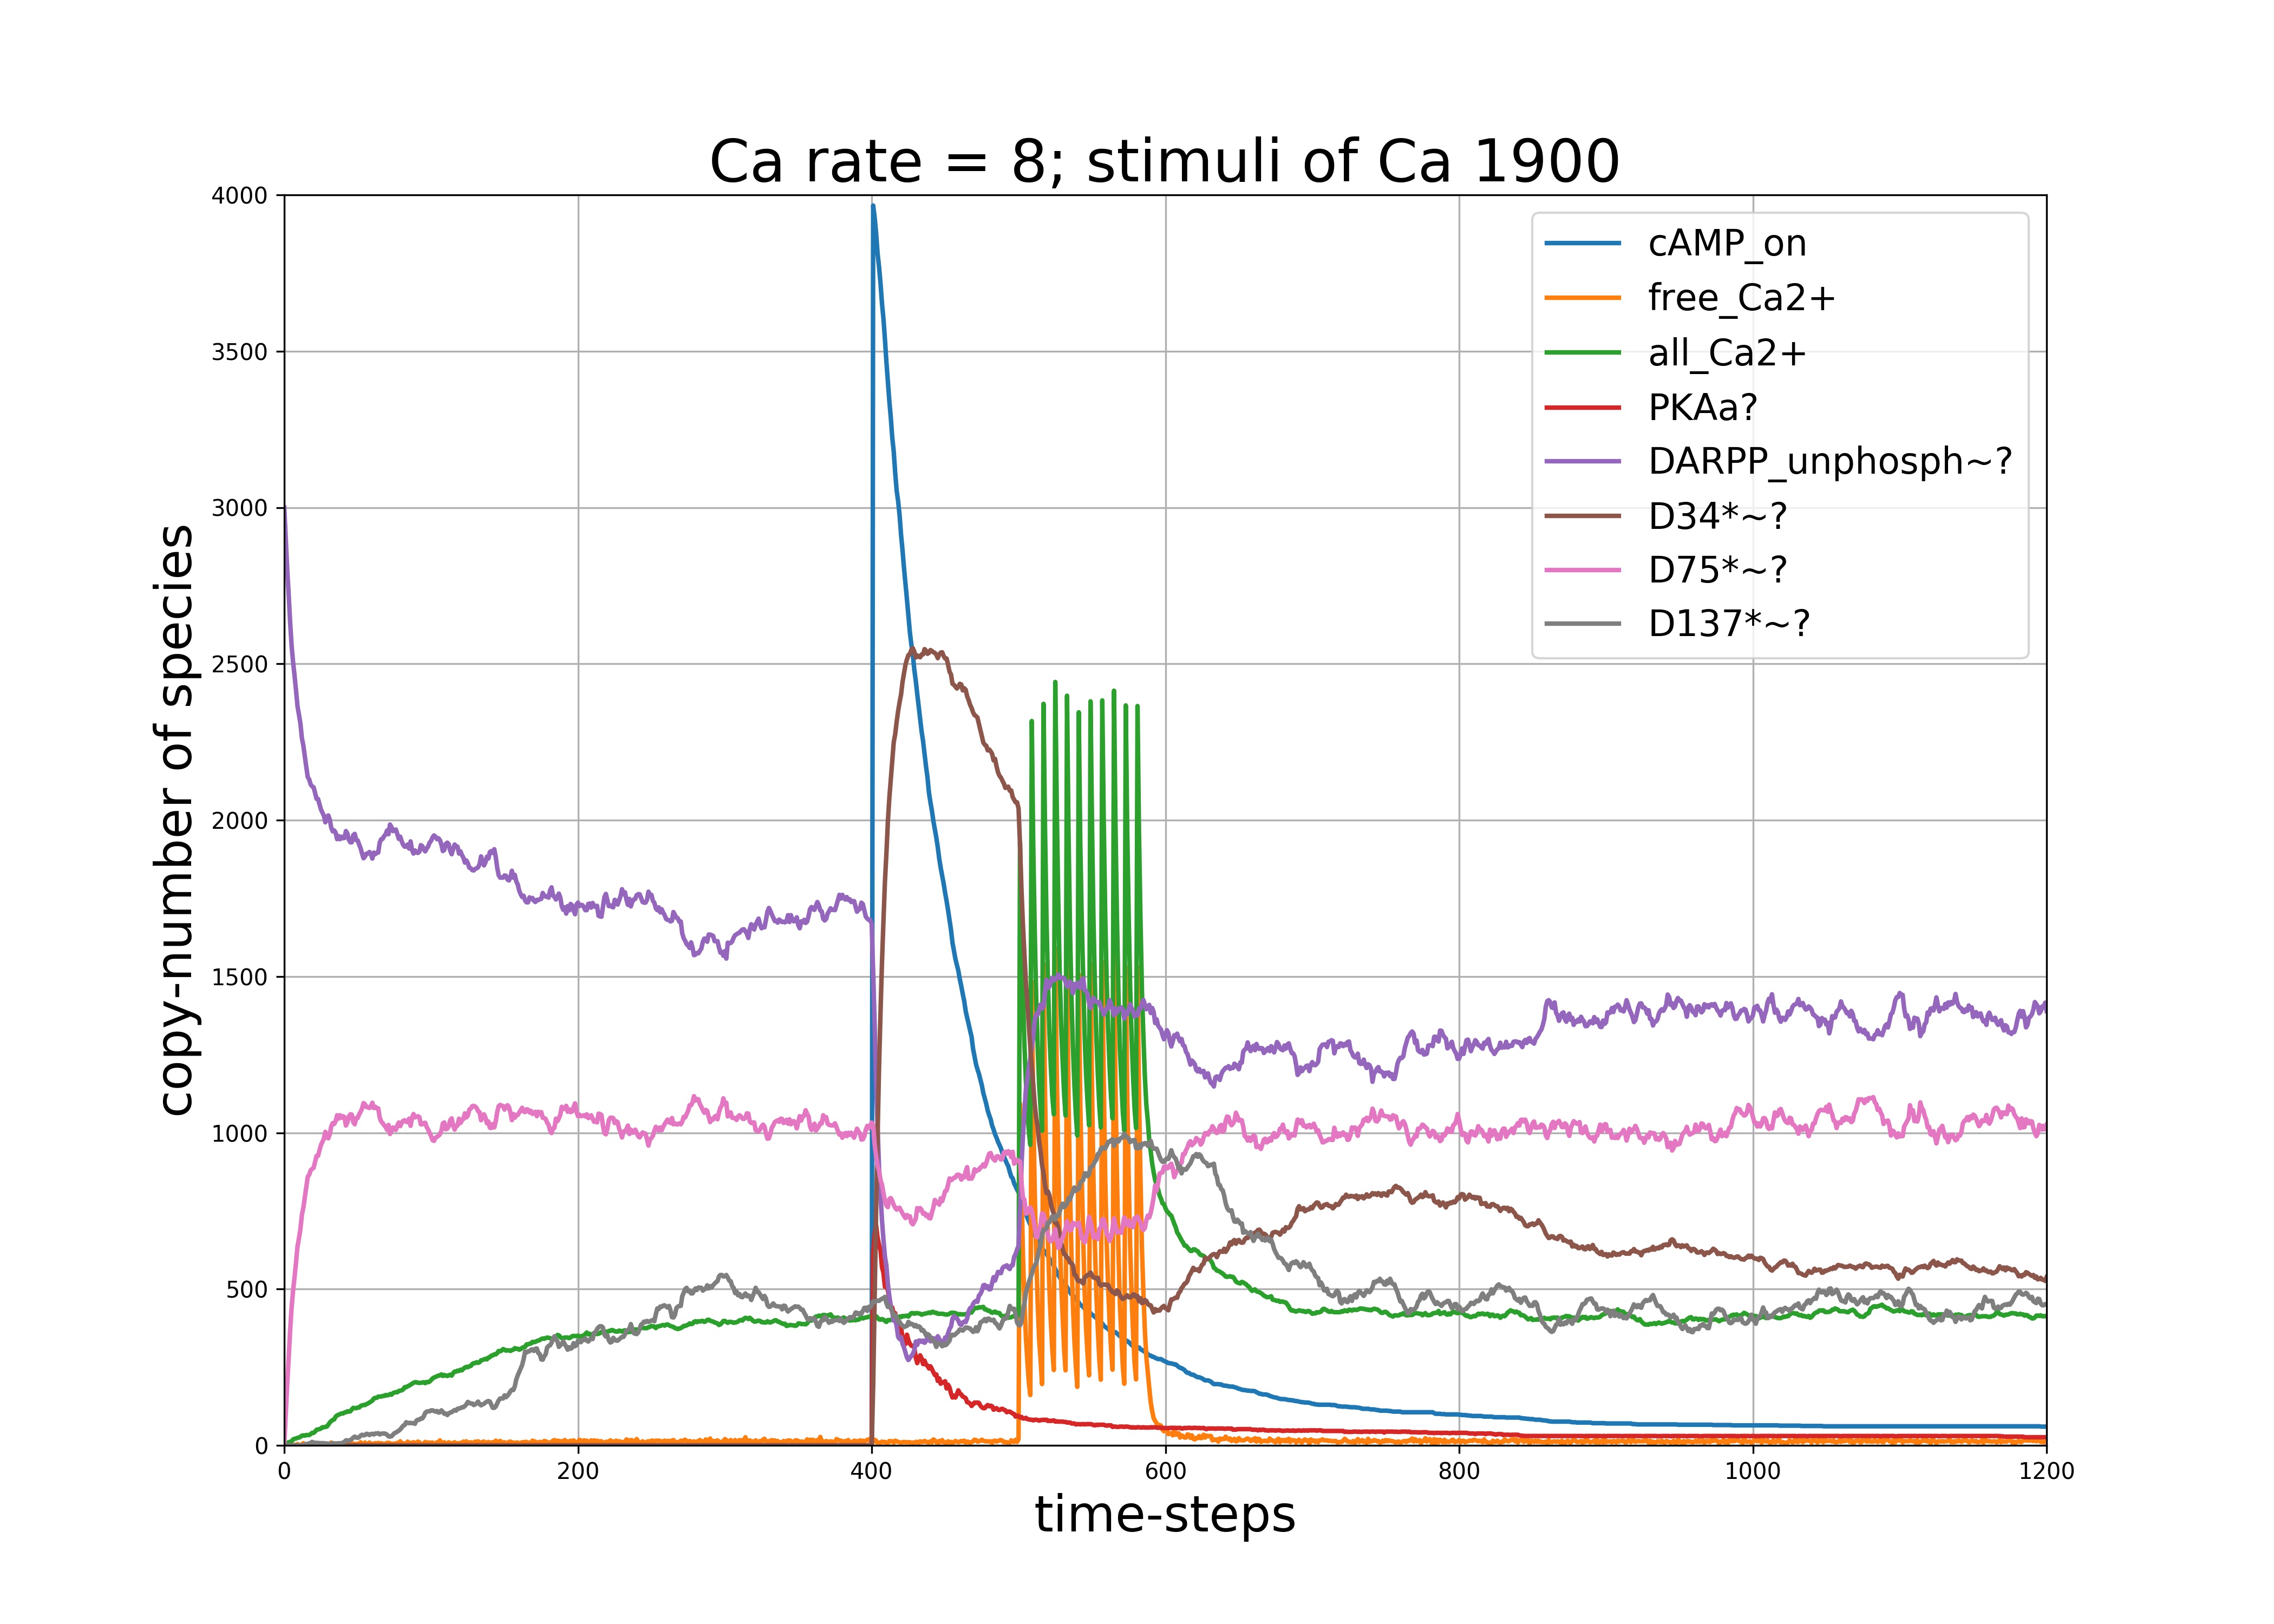 Ca rate = 8; stimuli of Ca 1900
copy-number of species
4000
3500
3000
2500
2000
1500
1000
500
0
cAMP_on
free_Ca2+
all_Ca2+
PKAa?
DARPP_unphosph~?
D34*~?
D75*~?
D137*~?
0 200 400 600 800 1000 1200
time-steps